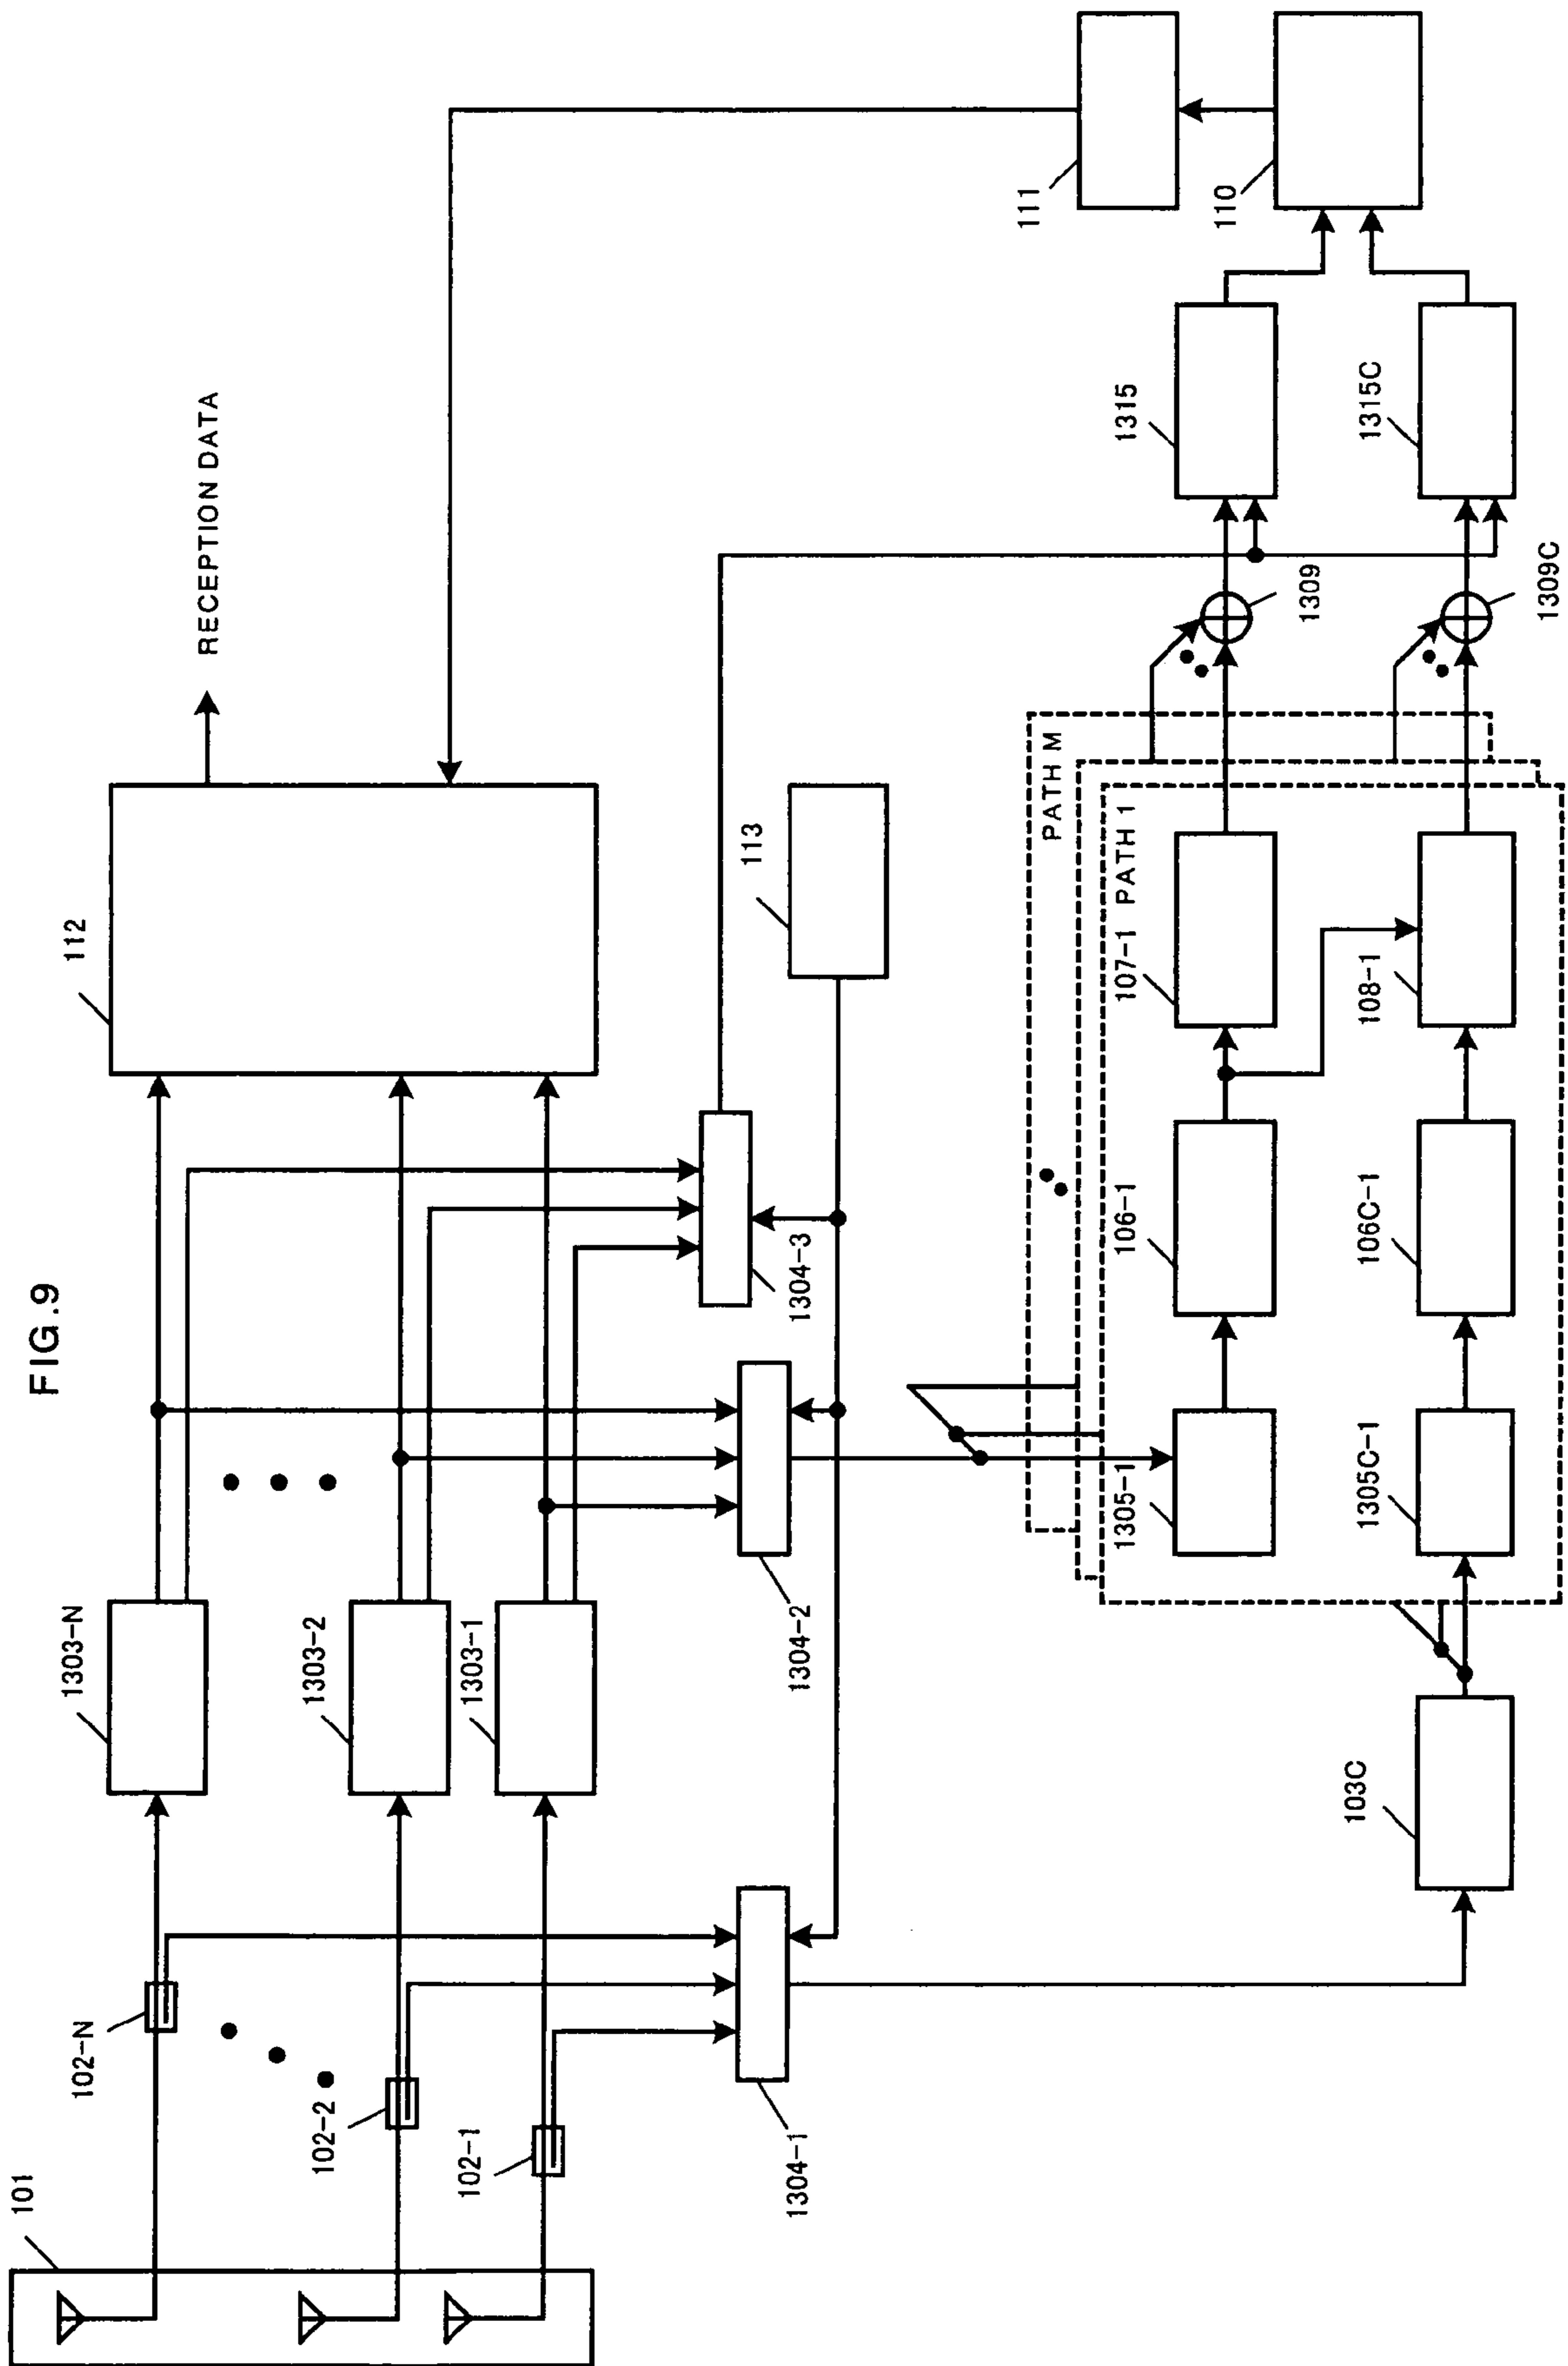 FIG.9
101
102-N
102-2
102-1
1303-N
1303-2
1303-1
112
RECEPTION DATA
1304-1
1304-2
1304-3
113
103C
PATH M
1305-1
106-1
107-1 PATH 1
1305C-1
106C-1
108-1
1309
1309C
1315
1315C
111
110